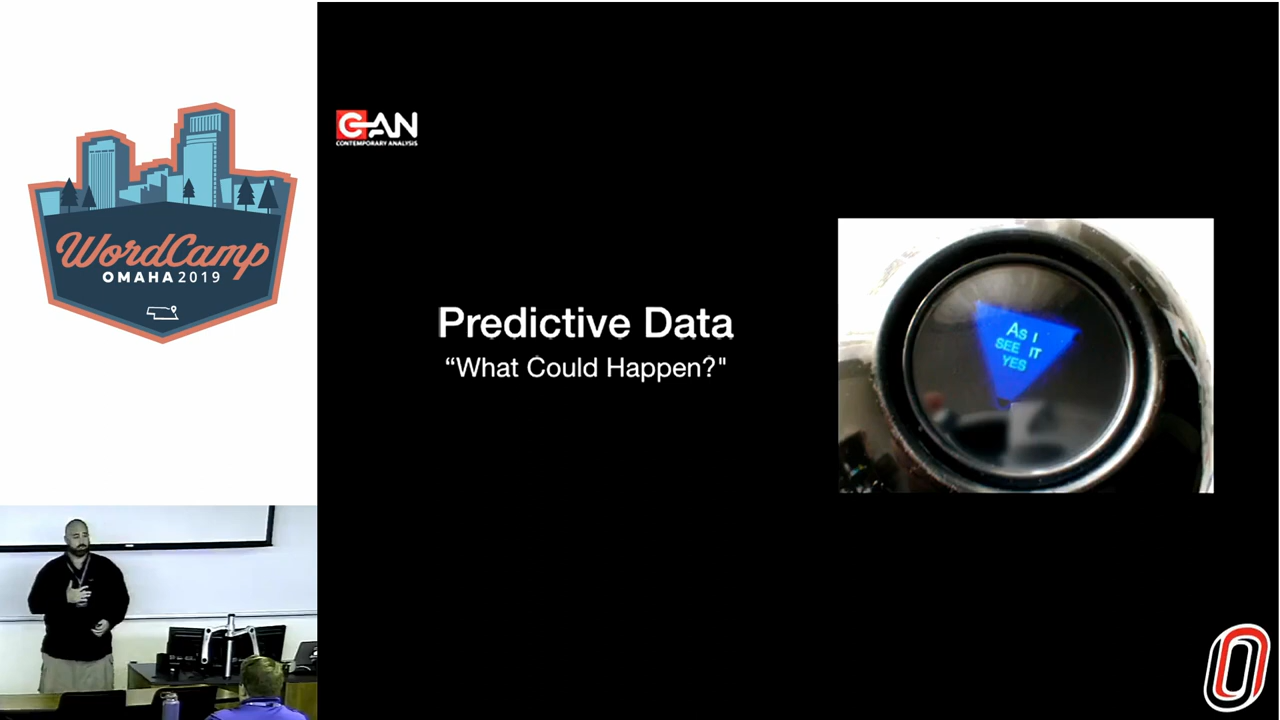 WordCamp
OMAHA 2019
CAN
CONTEMPORARY ANALYSIS
Predictive Data
“What Could Happen?"
AS I
SEE IT
YES
O